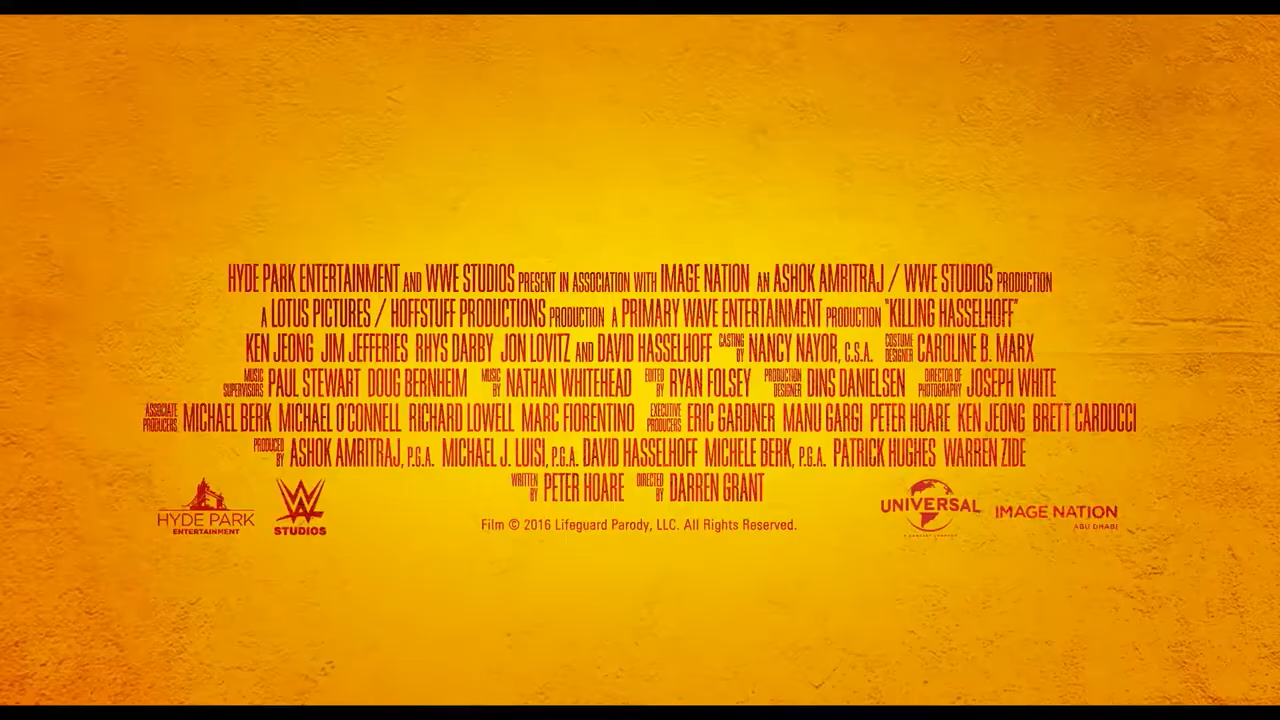 HYDE PARK ENTERTAINMENT AND WWE STUDIOS PRESENT IN ASSOCIATION WITH IMAGE NATION AN ASHOK AMRITRAJ / WWE STUDIOS PRODUCTION
A LOTUS PICTURES / HOFFSTUFF PRODUCTIONS PRODUCTION A PRIMARY WAVE ENTERTAINMENT PRODUCTION "KILLING HASSELHOFF"
KEN JEONG JIM JEFFERIES RHYS DARBY JON LOVITZ AND DAVID HASSELHOFF CASTING BY NANCY NAYOR, C.S.A. COSTUME DESIGNER CAROLINE B. MARX
MUSIC SUPERVISORS PAUL STEWART DOUG BERNHEIM MUSIC BY NATHAN WHITEHEAD EDITED BY RYAN FOLSEY PRODUCTION DESIGNER DINS DANIELSEN DIRECTOR OF PHOTOGRAPHY JOSEPH WHITE
ASSOCIATE PRODUCERS MICHAEL BERK MICHAEL O'CONNELL RICHARD LOWELL MARC FIORENTINO EXECUTIVE PRODUCERS ERIC GARDNER MANU GARGI PETER HOARE KEN JEONG BRETT CARDUCCI
PRODUCED BY ASHOK AMRITRAJ, P.G.A. MICHAEL J. LUISI, P.G.A. DAVID HASSELHOFF MICHELE BERK, P.G.A. PATRICK HUGHES WARREN ZIDE
WRITTEN BY PETER HOARE DIRECTED BY DARREN GRANT
HYDE PARK
ENTERTAINMENT
W
STUDIOS
Film © 2016 Lifeguard Parody, LLC. All Rights Reserved.
UNIVERSAL
A COMCAST COMPANY
IMAGE NATION
ABU DHABI